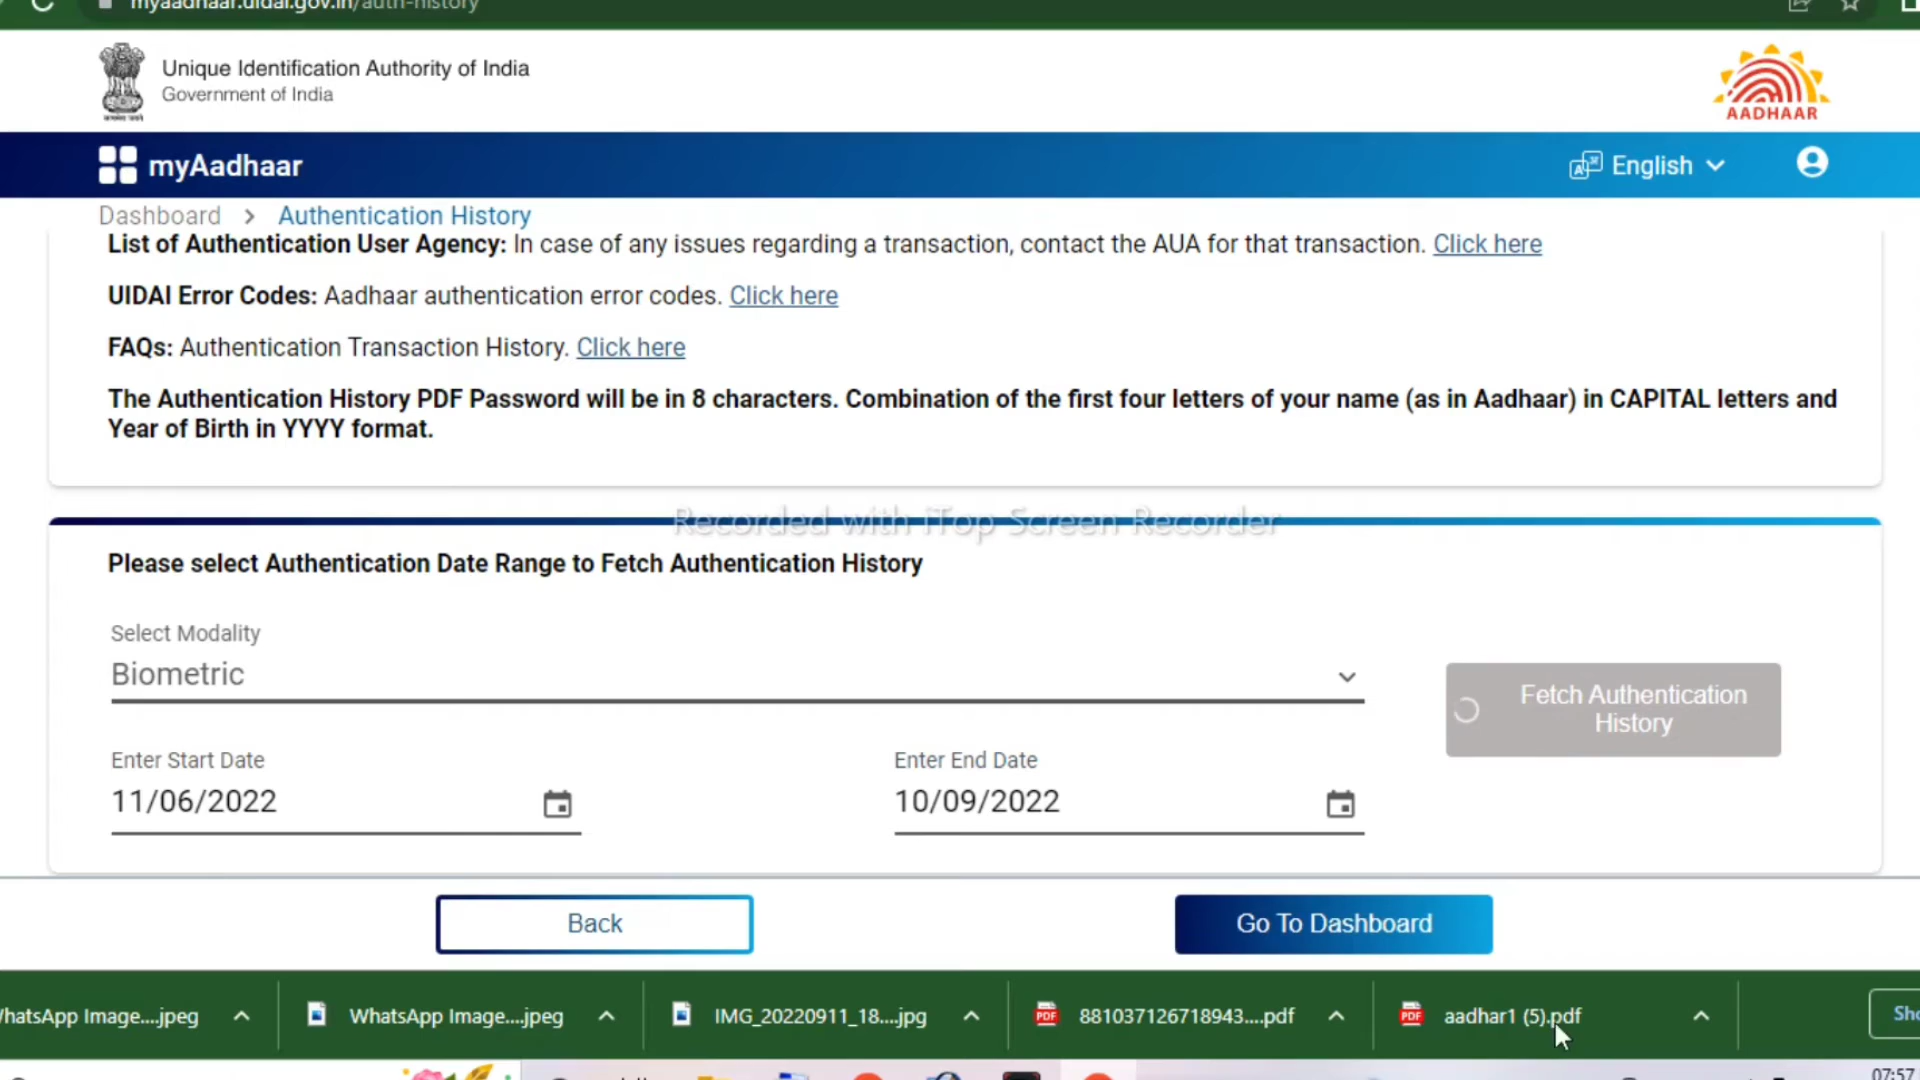 myaadhaar.uidai.gov.in/auth-history
Unique Identification Authority of India
Government of India
AADHAAR
myAadhaar
English
Dashboard > Authentication History
List of Authentication User Agency: In case of any issues regarding a transaction, contact the AUA for that transaction. Click here
UIDAI Error Codes: Aadhaar authentication error codes. Click here
FAQs: Authentication Transaction History. Click here
The Authentication History PDF Password will be in 8 characters. Combination of the first four letters of your name (as in Aadhaar) in CAPITAL letters and
Year of Birth in YYYY format.
Recorded with iTop Screen Recorder
Please select Authentication Date Range to Fetch Authentication History
Select Modality
Biometric
Fetch Authentication
History
Enter Start Date
Enter End Date
11/06/2022
10/09/2022
Back
Go To Dashboard
WhatsApp Image....jpeg
WhatsApp Image....jpeg
IMG_20220911_18....jpg
PDF
881037126718943....pdf
PDF
aadhar1 (5).pdf
Sho
07:57